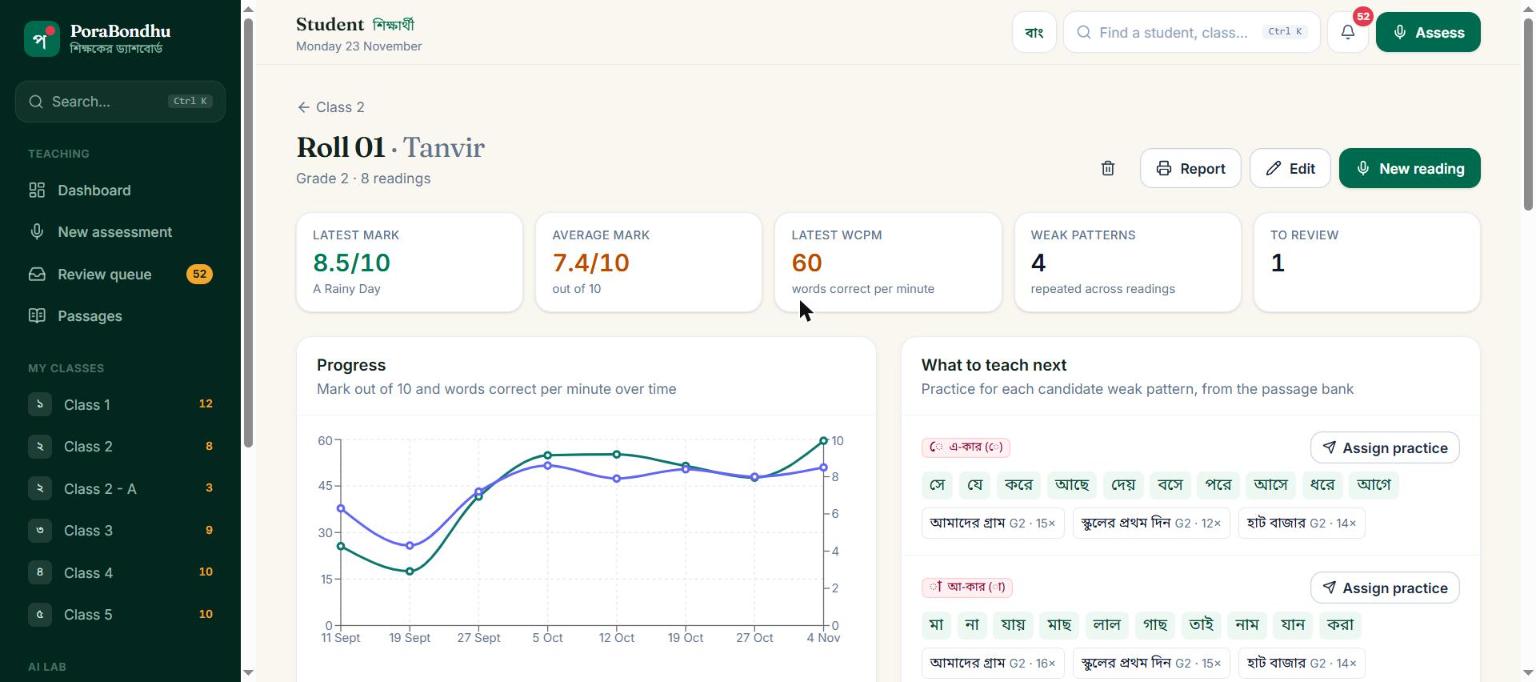 প PoraBondhu
শিক্ষকের ড্যাশবোর্ড
Search... Ctrl K
TEACHING
Dashboard
New assessment
Review queue 52
Passages
MY CLASSES
১ Class 1 12
২ Class 2 8
২ Class 2 - A 3
৩ Class 3 9
৪ Class 4 10
৫ Class 5 10
AI LAB
Student শিক্ষার্থী
Monday 23 November
বাং
Find a student, class... Ctrl K
52
Assess
← Class 2
Roll 01 · Tanvir
Grade 2 · 8 readings
Report
Edit
New reading
LATEST MARK
8.5/10
A Rainy Day
AVERAGE MARK
7.4/10
out of 10
LATEST WCPM
60
words correct per minute
WEAK PATTERNS
4
repeated across readings
TO REVIEW
1
Progress
Mark out of 10 and words correct per minute over time
60 10
45 8
6
30 4
15 2
0 0
11 Sept 19 Sept 27 Sept 5 Oct 12 Oct 19 Oct 27 Oct 4 Nov
What to teach next
Practice for each candidate weak pattern, from the passage bank
ে এ-কার (ে) Assign practice
সে যে করে আছে দেয় বসে পরে আসে ধরে আগে
আমাদের গ্রাম G2 · 15× স্কুলের প্রথম দিন G2 · 12× হাট বাজার G2 · 14×
া আ-কার (া) Assign practice
মা না যায় মাছ লাল গাছ তাই নাম যান করা
আমাদের গ্রাম G2 · 16× স্কুলের প্রথম দিন G2 · 15× হাট বাজার G2 · 14×